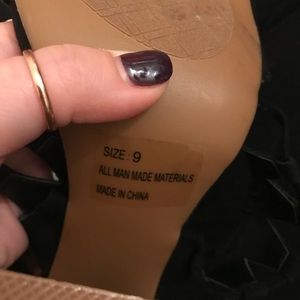 SIZE : 9
ALL MAN MADE MATERIALS
MADE IN CHINA